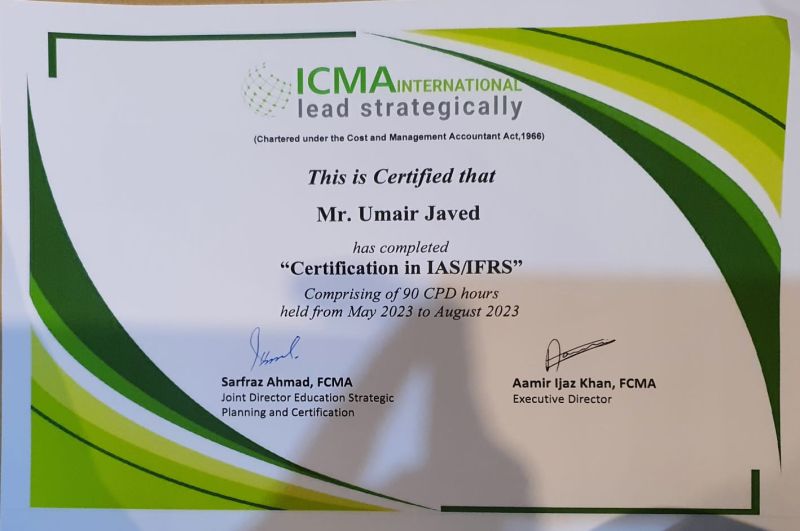 ICMA INTERNATIONAL
lead strategically
(Chartered under the Cost and Management Accountant Act,1966)
This is Certified that
Mr. Umair Javed
has completed
“Certification in IAS/IFRS”
Comprising of 90 CPD hours
held from May 2023 to August 2023
Sarfraz Ahmad, FCMA
Joint Director Education Strategic
Planning and Certification
Aamir Ijaz Khan, FCMA
Executive Director